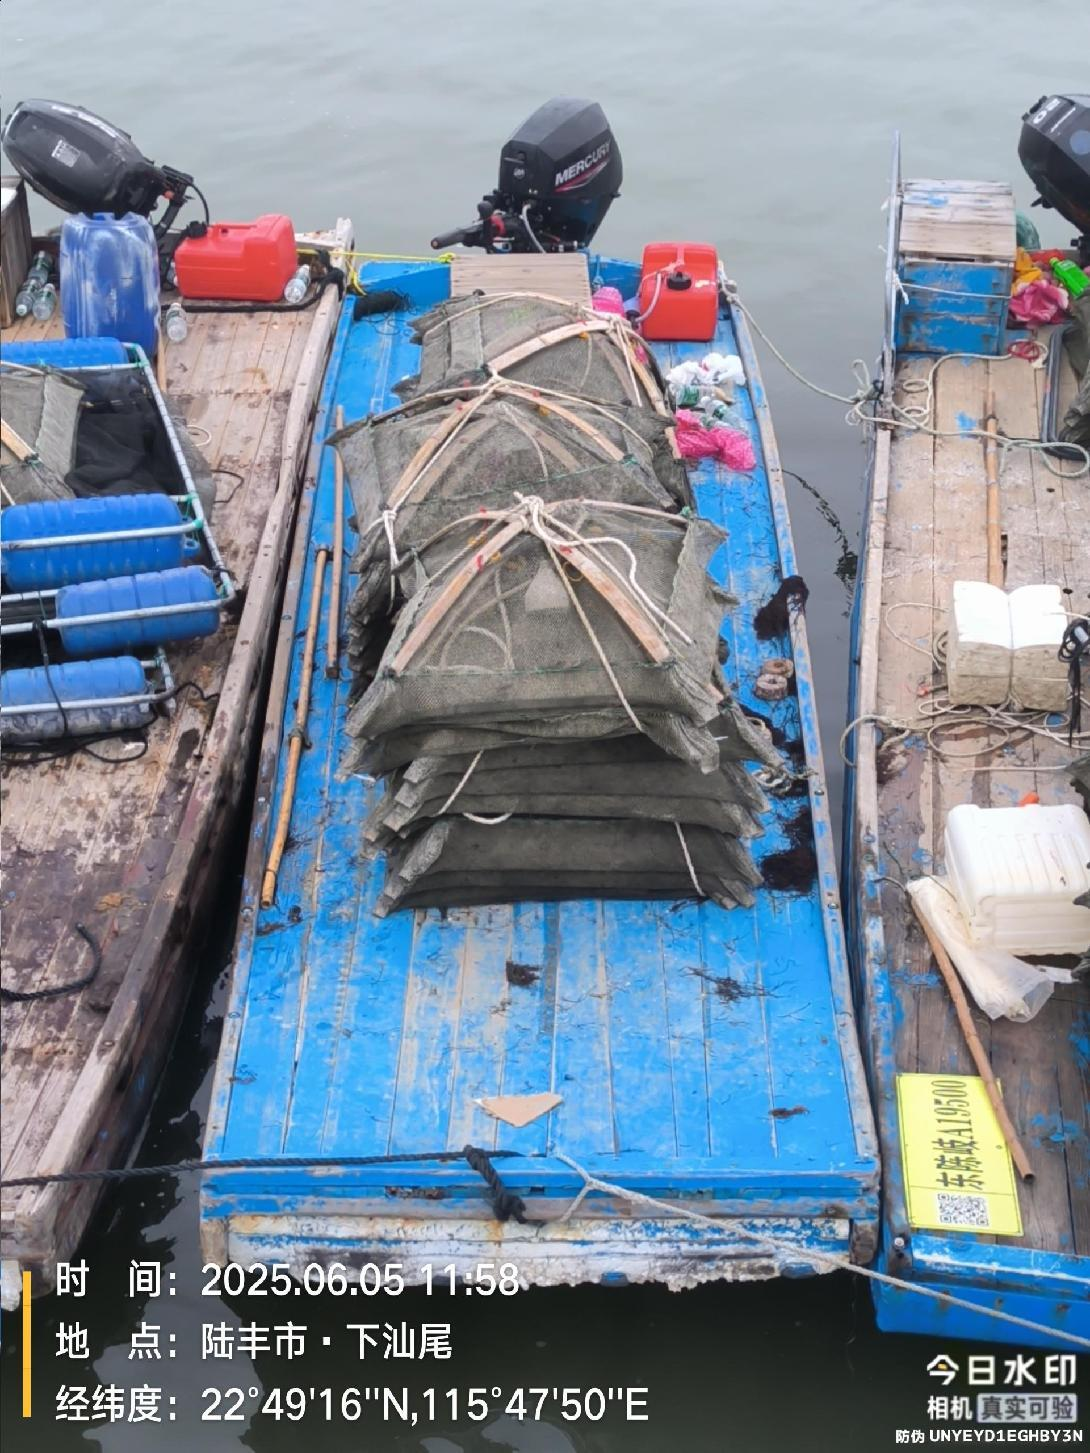 MERCURY
东陈岐A19500
时 间：2025.06.05 11:58
地 点：陆丰市·下汕尾
经纬度：22°49'16"N,115°47'50"E
今日水印
相机 真实可验
防伪 UNYEYD1EGHBY3N